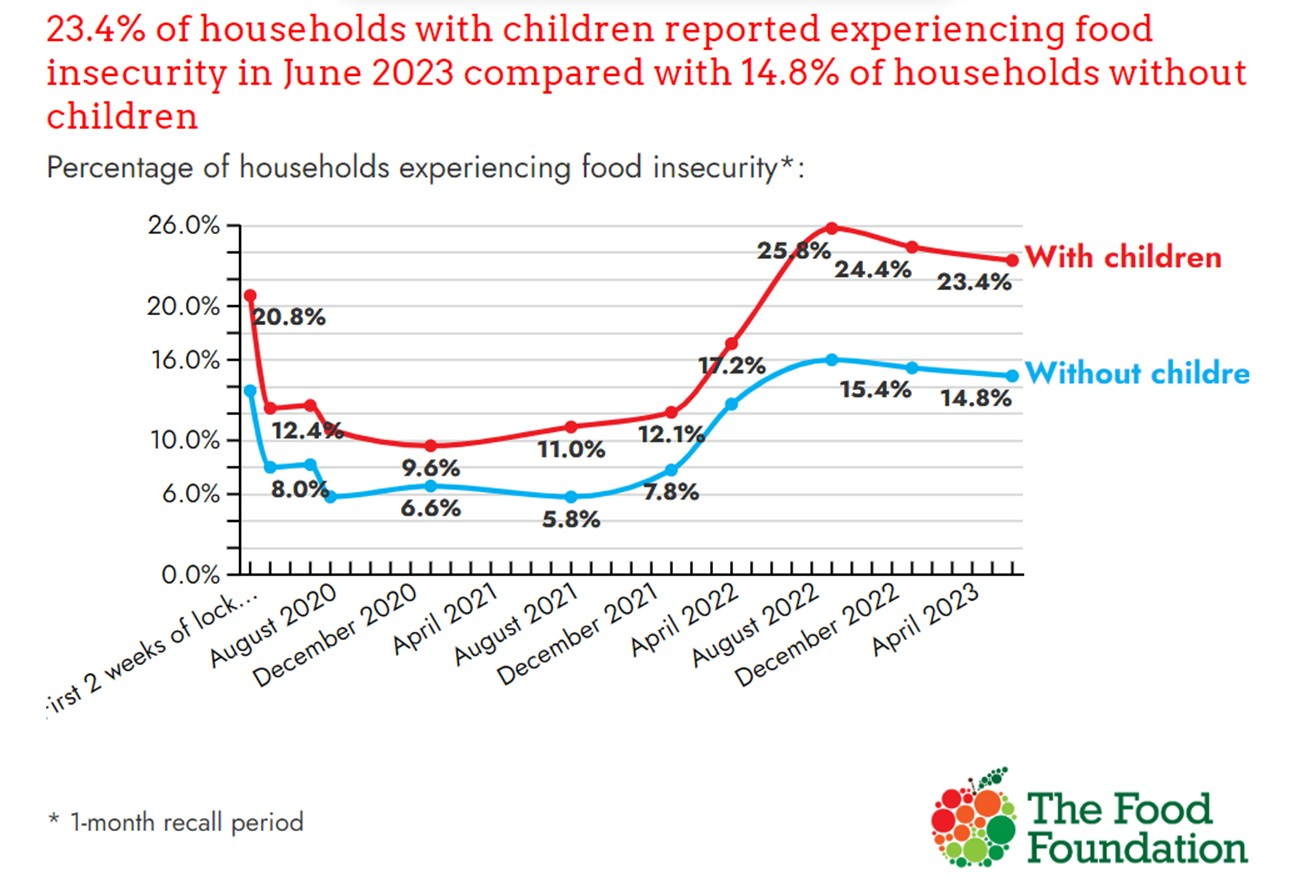 23.4% of households with children reported experiencing food
insecurity in June 2023 compared with 14.8% of households without
children
Percentage of households experiencing food insecurity*:
26.0%
20.0%
16.0%
10.0%
6.0%
0.0%
20.8%
12.4%
9.6%
11.0%
12.1%
17.2%
25.8%
24.4%
23.4%
With children
8.0%
6.6%
5.8%
7.8%
15.4%
14.8%
Without childre
irst 2 weeks of lock...
August 2020
December 2020
April 2021
August 2021
December 2021
April 2022
August 2022
December 2022
April 2023
* 1-month recall period
The Food
Foundation